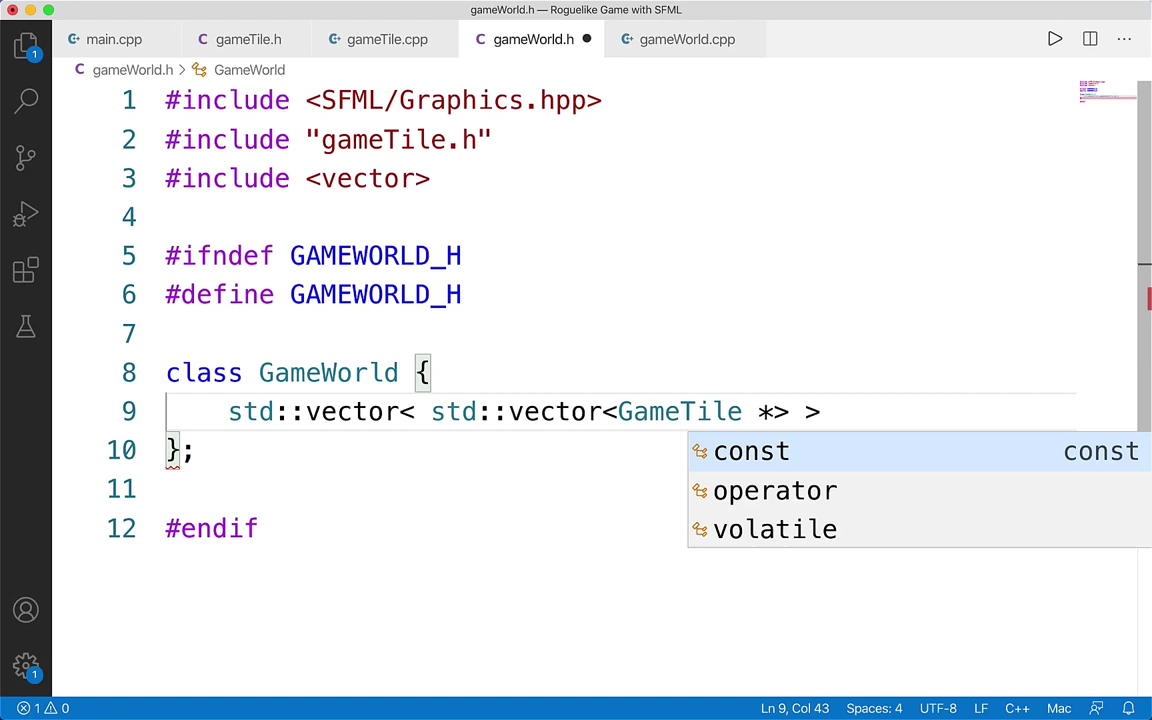 gameWorld.h — Roguelike Game with SFML
main.cpp gameTile.h gameTile.cpp gameWorld.h gameWorld.cpp
gameWorld.h > GameWorld
1 #include <SFML/Graphics.hpp>
2 #include "gameTile.h"
3 #include <vector>
4
5 #ifndef GAMEWORLD_H
6 #define GAMEWORLD_H
7
8 class GameWorld {
9 std::vector< std::vector<GameTile *> >
10 };
11
12 #endif
const const
operator
volatile
1
1
1 0 Ln 9, Col 43 Spaces: 4 UTF-8 LF C++ Mac